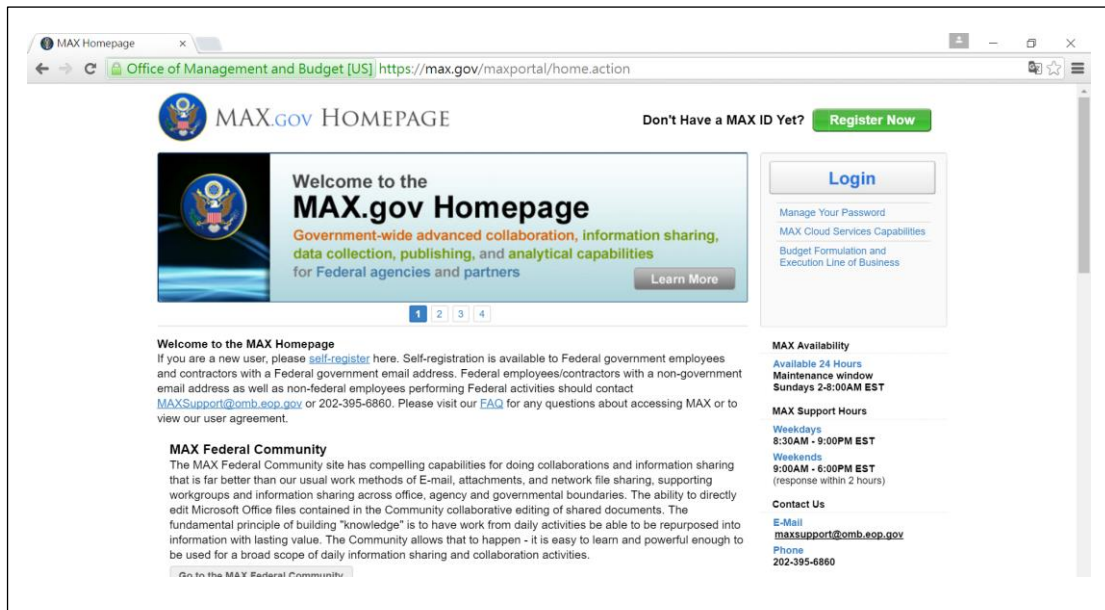 MAX Homepage
Office of Management and Budget [US] https://max.gov/maxportal/home.action
MAX.GOV HOMEPAGE
Don't Have a MAX ID Yet? Register Now
Welcome to the
MAX.gov Homepage
Government-wide advanced collaboration, information sharing,
data collection, publishing, and analytical capabilities
for Federal agencies and partners
Learn More
1 2 3 4
Login
Manage Your Password
MAX Cloud Services Capabilities
Budget Formulation and
Execution Line of Business
Welcome to the MAX Homepage
If you are a new user, please self-register here. Self-registration is available to Federal government employees
and contractors with a Federal government email address. Federal employees/contractors with a non-government
email address as well as non-federal employees performing Federal activities should contact
MAXSupport@omb.eop.gov or 202-395-6860. Please visit our FAQ for any questions about accessing MAX or to
view our user agreement.
MAX Federal Community
The MAX Federal Community site has compelling capabilities for doing collaborations and information sharing
that is far better than our usual work methods of E-mail, attachments, and network file sharing, supporting
workgroups and information sharing across office, agency and governmental boundaries. The ability to directly
edit Microsoft Office files contained in the Community collaborative editing of shared documents. The
fundamental principle of building "knowledge" is to have work from daily activities be able to be repurposed into
information with lasting value. The Community allows that to happen - it is easy to learn and powerful enough to
be used for a broad scope of daily information sharing and collaboration activities.
Go to the MAX Federal Community
MAX Availability
Available 24 Hours
Maintenance window
Sundays 2-8:00AM EST
MAX Support Hours
Weekdays
8:30AM - 9:00PM EST
Weekends
9:00AM - 6:00PM EST
(response within 2 hours)
Contact Us
E-Mail
maxsupport@omb.eop.gov
Phone
202-395-6860